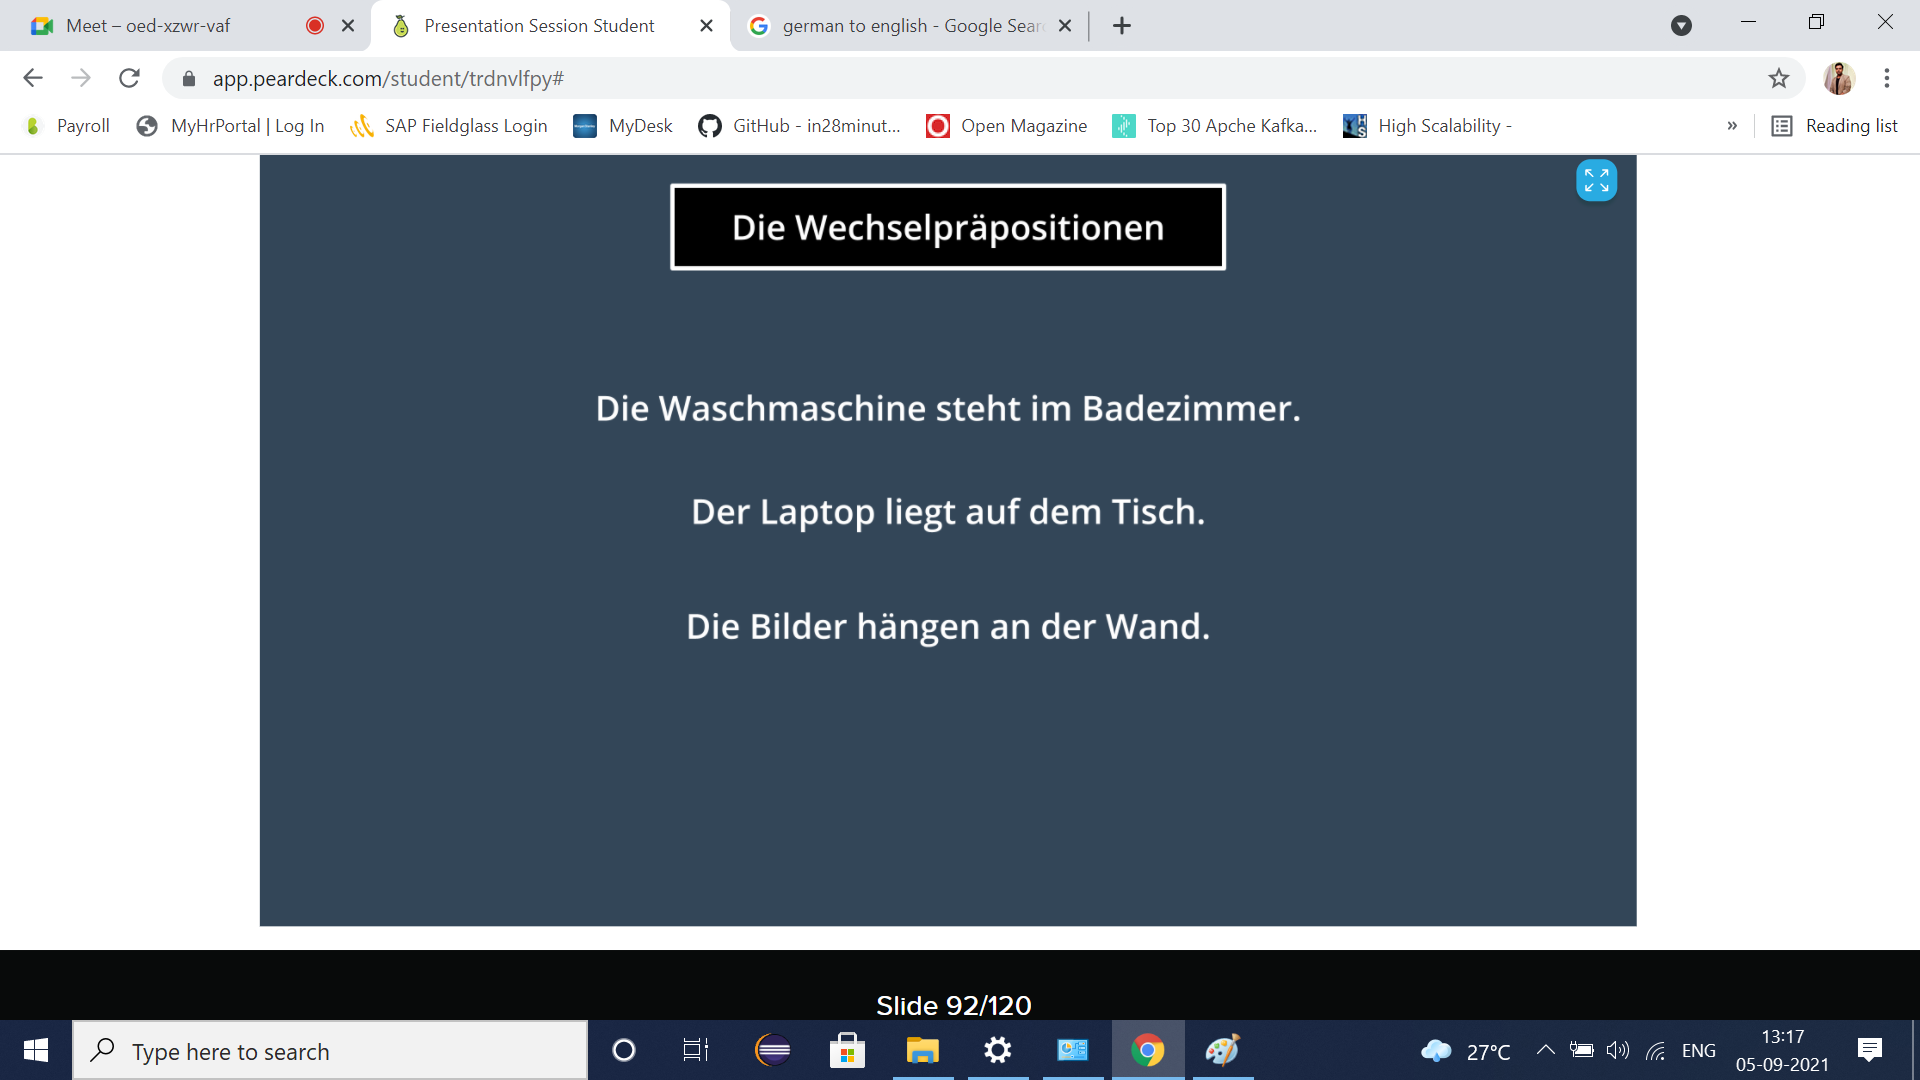 Meet – oed-xzwr-vaf
Presentation Session Student
german to english - Google Sear
app.peardeck.com/student/trdnvlfpy#
Payroll
MyHrPortal | Log In
SAP Fieldglass Login
MyDesk
GitHub - in28minut...
Open Magazine
Top 30 Apche Kafka...
High Scalability -
»
Reading list
Die Wechselpräpositionen
Die Waschmaschine steht im Badezimmer.
Der Laptop liegt auf dem Tisch.
Die Bilder hängen an der Wand.
Slide 92/120
Type here to search
27°C
ENG
13:17
05-09-2021